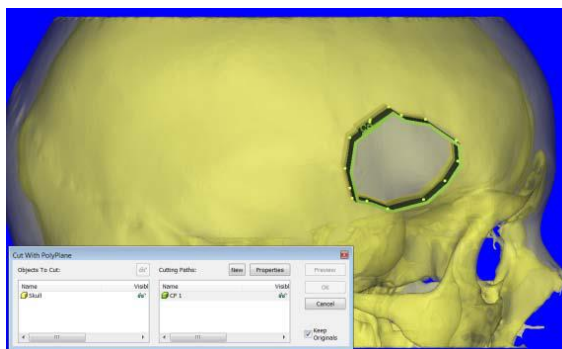 Cut With PolyPlane
Objects To Cut:
Cutting Paths:
New
Properties
Preview
Name
Visibl
Name
Visibl
OK
Skull
CP 1
Cancel
Keep
Originals